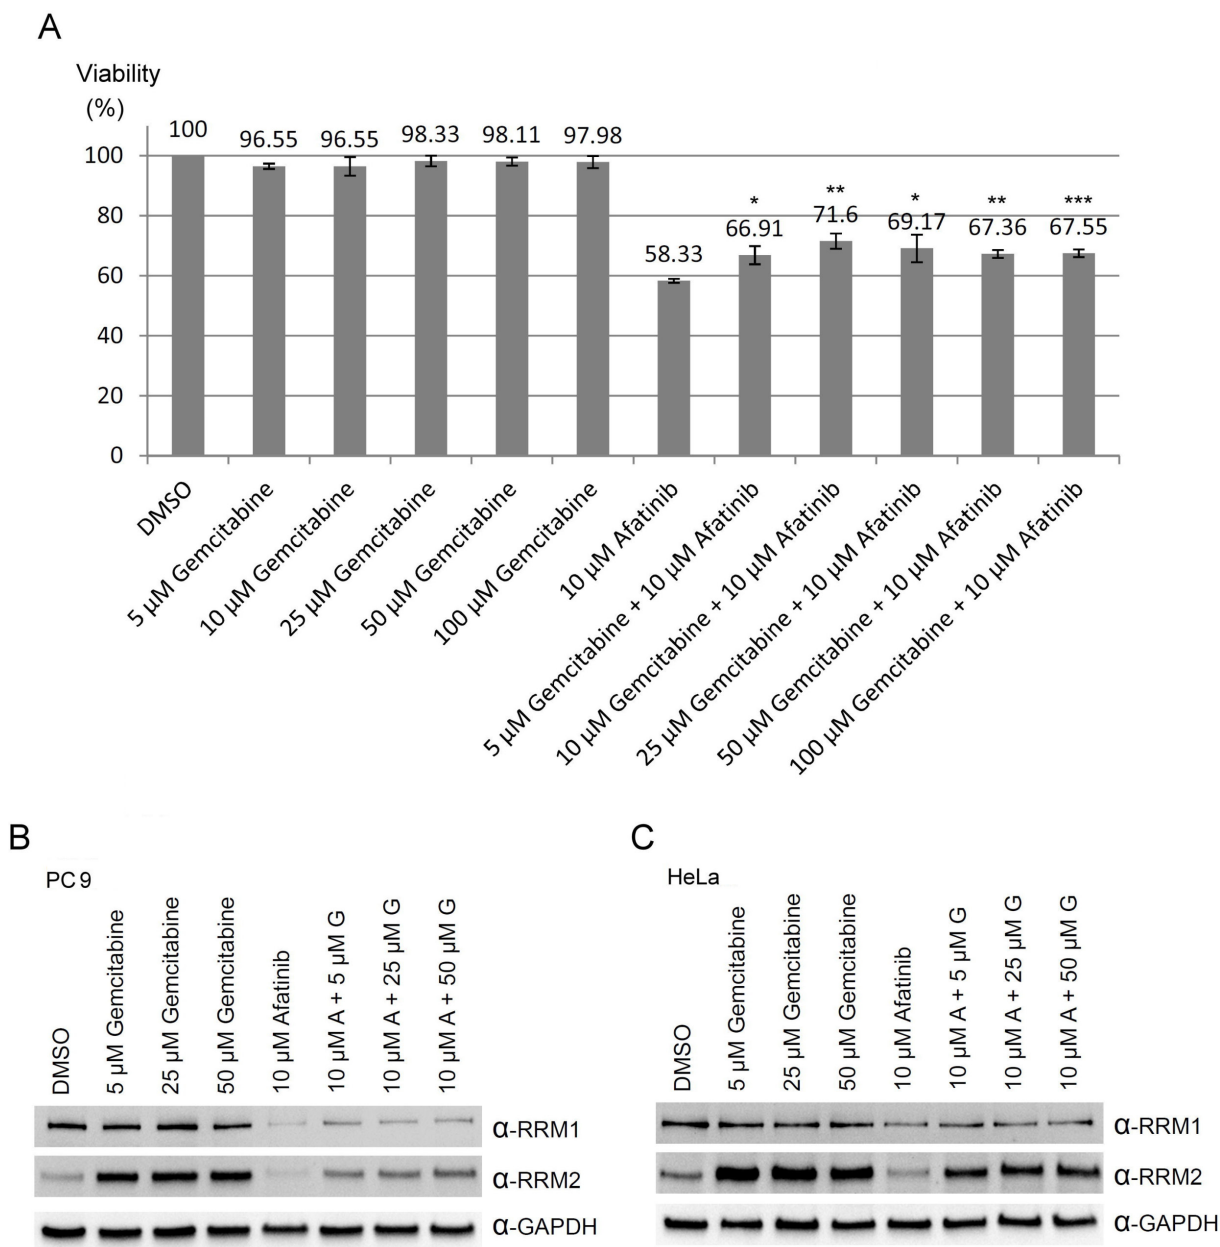 A
Viability
(%)
100
96.55
96.55
98.33
98.11
97.98
58.33
*
66.91
**
71.6
*
69.17
**
67.36
***
67.55
100
80
60
40
20
0
DMSO
5 µM Gemcitabine
10 µM Gemcitabine
25 µM Gemcitabine
50 µM Gemcitabine
100 µM Gemcitabine
10 µM Afatinib
5 µM Gemcitabine + 10 µM Afatinib
10 µM Gemcitabine + 10 µM Afatinib
25 µM Gemcitabine + 10 µM Afatinib
50 µM Gemcitabine + 10 µM Afatinib
100 µM Gemcitabine + 10 µM Afatinib
B
PC 9
DMSO
5 µM Gemcitabine
25 µM Gemcitabine
50 µM Gemcitabine
10 µM Afatinib
10 µM A + 5 µM G
10 µM A + 25 µM G
10 µM A + 50 µM G
α-RRM1
α-RRM2
α-GAPDH
C
HeLa
DMSO
5 µM Gemcitabine
25 µM Gemcitabine
50 µM Gemcitabine
10 µM Afatinib
10 µM A + 5 µM G
10 µM A + 25 µM G
10 µM A + 50 µM G
α-RRM1
α-RRM2
α-GAPDH